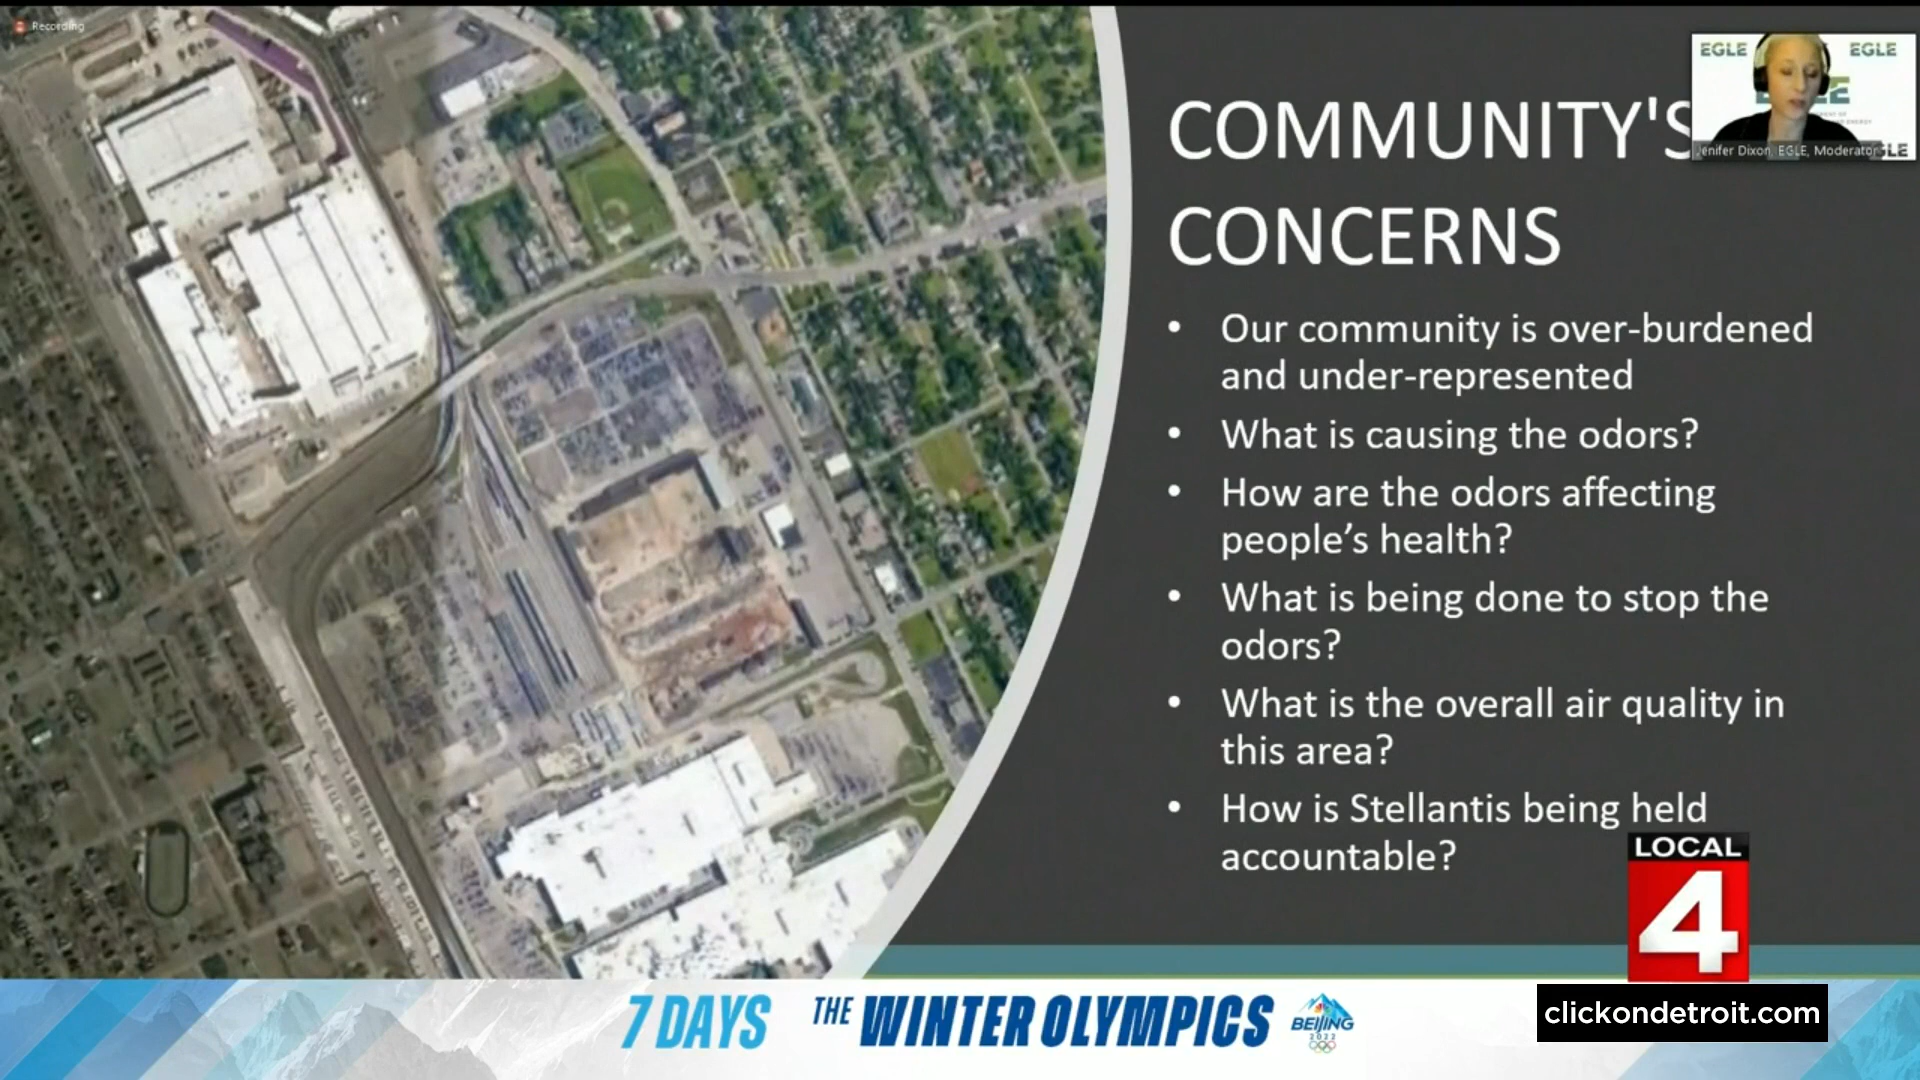 Recording
EGLE EGLE
COMMUNITY'S
Jenifer Dixon, EGLE, Moderator
CONCERNS
• Our community is over-burdened
and under-represented
• What is causing the odors?
• How are the odors affecting
people’s health?
• What is being done to stop the
odors?
• What is the overall air quality in
this area?
• How is Stellantis being held
accountable?
LOCAL
4
7 DAYS THE WINTER OLYMPICS BEIJING
2022
clickondetroit.com